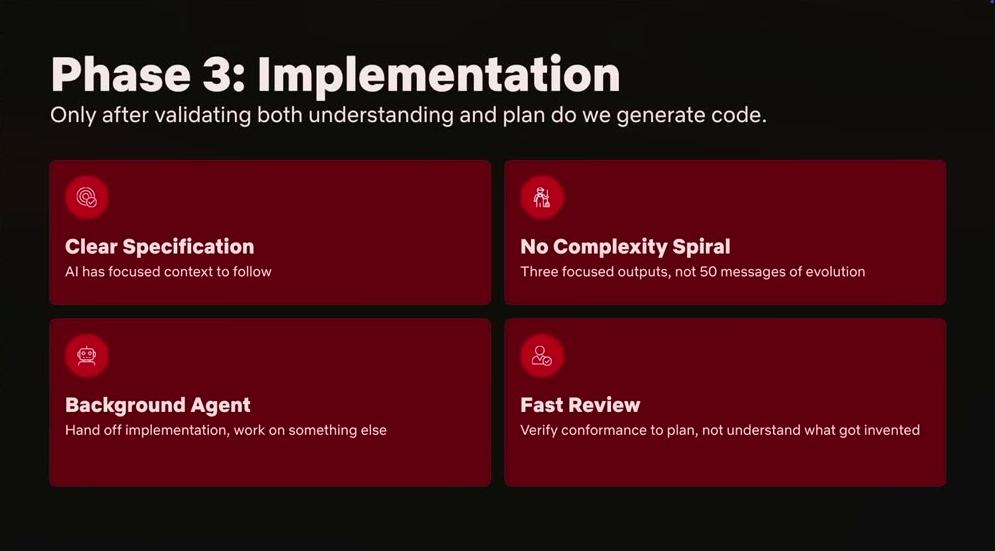 Phase 3: Implementation
Only after validating both understanding and plan do we generate code.
Clear Specification
AI has focused context to follow
No Complexity Spiral
Three focused outputs, not 50 messages of evolution
Background Agent
Hand off implementation, work on something else
Fast Review
Verify conformance to plan, not understand what got invented